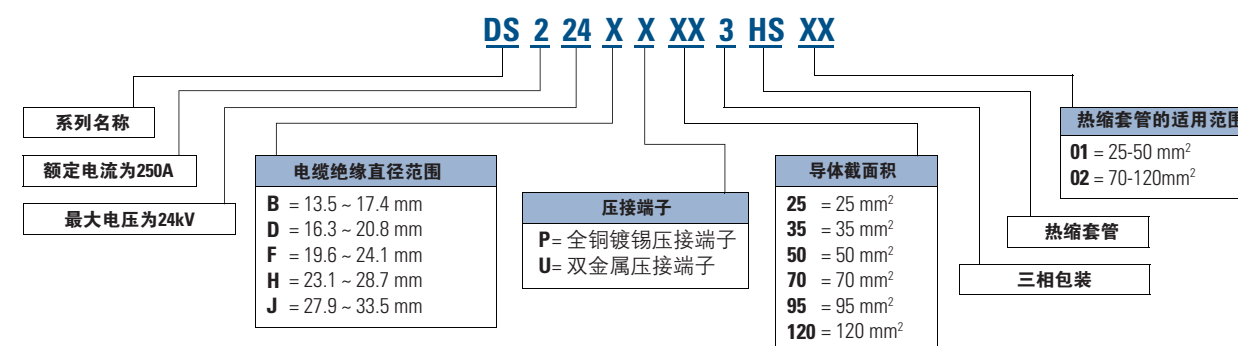 DS 2 24 X X XX 3 HS XX
系列名称
额定电流为250A
最大电压为24kV
电缆绝缘直径范围
B = 13.5 ~ 17.4 mm
D = 16.3 ~ 20.8 mm
F = 19.6 ~ 24.1 mm
H = 23.1 ~ 28.7 mm
J = 27.9 ~ 33.5 mm
压接端子
P= 全铜镀锡压接端子
U= 双金属压接端子
导体截面积
25 = 25 mm²
35 = 35 mm²
50 = 50 mm²
70 = 70 mm²
95 = 95 mm²
120 = 120 mm²
三相包装
热缩套管
热缩套管的适用范围
01 = 25-50 mm²
02 = 70-120mm²